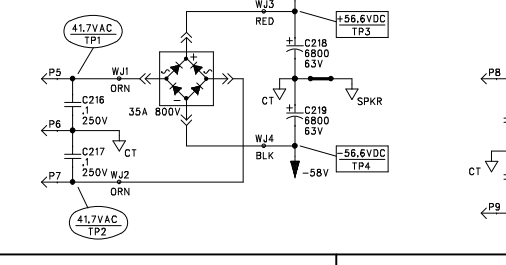 WJ3
RED
+56,6VDC
TP3
41.7VAC
TP1
+
C218
6800
63V
P5
WJ1
ORN
+
~
~
-
35A 800V
CT
SPKR
P8
C216
.1
250V
+
C219
6800
63V
P6
CT
WJ4
BLK
-56,6VDC
TP4
-58V
C217
.1
250V
P7
WJ2
ORN
CT
41,7VAC
TP2
P9